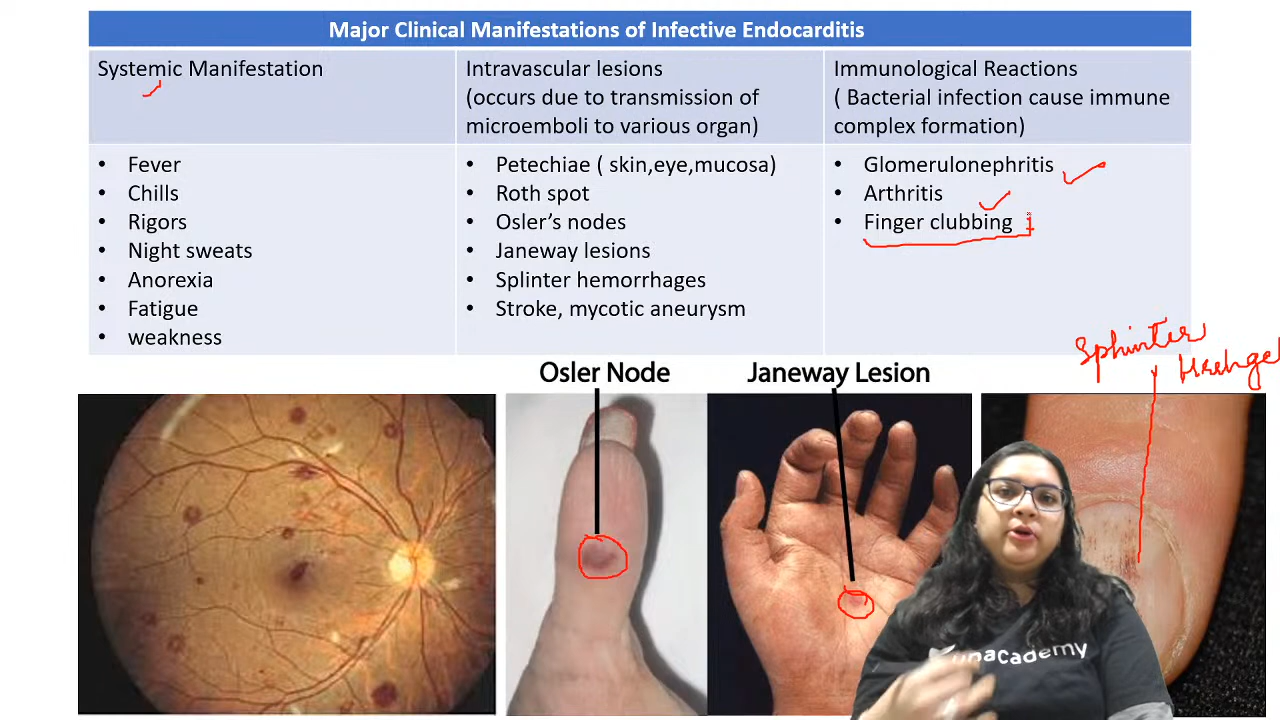 Major Clinical Manifestations of Infective Endocarditis
Systemic Manifestation
Intravascular lesions
(occurs due to transmission of
microemboli to various organ)
Immunological Reactions
( Bacterial infection cause immune
complex formation)
• Fever
• Chills
• Rigors
• Night sweats
• Anorexia
• Fatigue
• weakness
• Petechiae ( skin,eye,mucosa)
• Roth spot
• Osler’s nodes
• Janeway lesions
• Splinter hemorrhages
• Stroke, mycotic aneurysm
• Glomerulonephritis
• Arthritis
• Finger clubbing
Sphinter
Osler Node
Janeway Lesion
unacademy